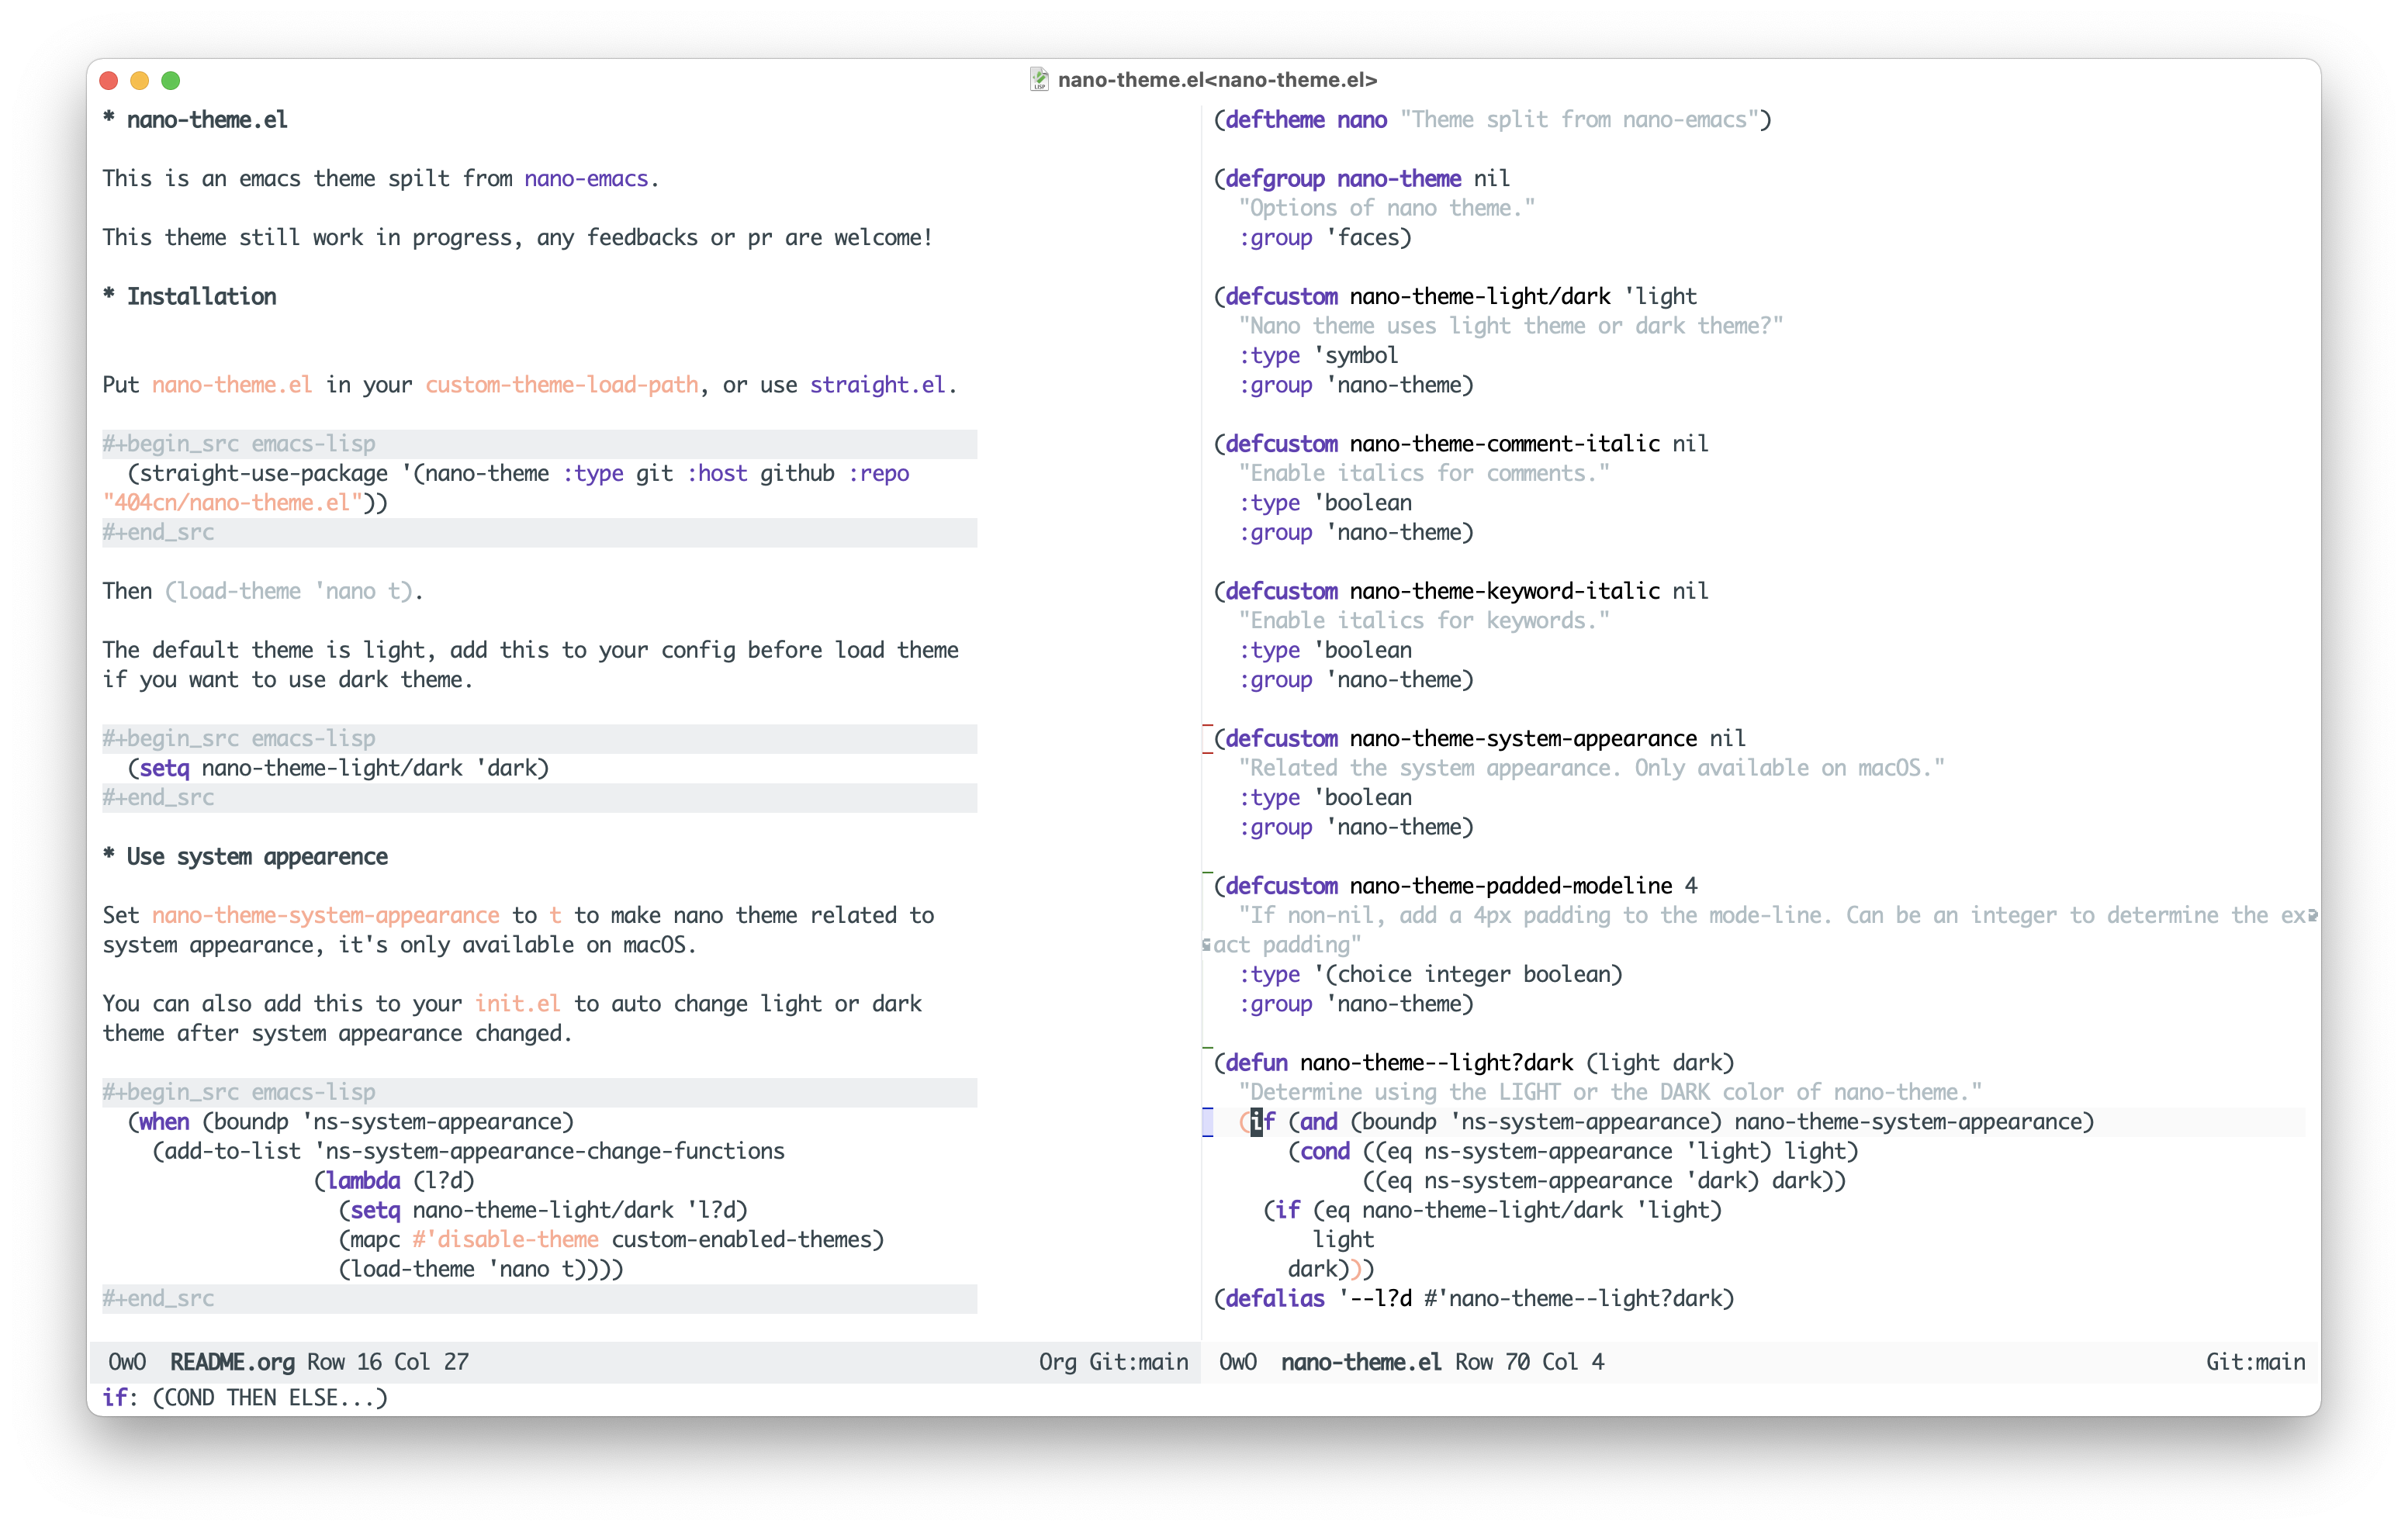 nano-theme.el<nano-theme.el>
* nano-theme.el
This is an emacs theme spilt from nano-emacs.
This theme still work in progress, any feedbacks or pr are welcome!
* Installation
Put nano-theme.el in your custom-theme-load-path, or use straight.el.
#+begin_src emacs-lisp
  (straight-use-package '(nano-theme :type git :host github :repo
"404cn/nano-theme.el"))
#+end_src
Then (load-theme 'nano t).
The default theme is light, add this to your config before load theme
if you want to use dark theme.
#+begin_src emacs-lisp
  (setq nano-theme-light/dark 'dark)
#+end_src
* Use system appearence
Set nano-theme-system-appearance to t to make nano theme related to
system appearance, it's only available on macOS.
You can also add this to your init.el to auto change light or dark
theme after system appearance changed.
#+begin_src emacs-lisp
  (when (boundp 'ns-system-appearance)
    (add-to-list 'ns-system-appearance-change-functions
                 (lambda (l?d)
                   (setq nano-theme-light/dark 'l?d)
                   (mapc #'disable-theme custom-enabled-themes)
                   (load-theme 'nano t))))
#+end_src
OwO  README.org Row 16 Col 27 Org Git:main
(deftheme nano "Theme split from nano-emacs")
(defgroup nano-theme nil
  "Options of nano theme."
  :group 'faces)
(defcustom nano-theme-light/dark 'light
  "Nano theme uses light theme or dark theme?"
  :type 'symbol
  :group 'nano-theme)
(defcustom nano-theme-comment-italic nil
  "Enable italics for comments."
  :type 'boolean
  :group 'nano-theme)
(defcustom nano-theme-keyword-italic nil
  "Enable italics for keywords."
  :type 'boolean
  :group 'nano-theme)
(defcustom nano-theme-system-appearance nil
  "Related the system appearance. Only available on macOS."
  :type 'boolean
  :group 'nano-theme)
(defcustom nano-theme-padded-modeline 4
  "If non-nil, add a 4px padding to the mode-line. Can be an integer to determine the ex
act padding"
  :type '(choice integer boolean)
  :group 'nano-theme)
(defun nano-theme--light?dark (light dark)
  "Determine using the LIGHT or the DARK color of nano-theme."
  (if (and (boundp 'ns-system-appearance) nano-theme-system-appearance)
      (cond ((eq ns-system-appearance 'light) light)
            ((eq ns-system-appearance 'dark) dark))
    (if (eq nano-theme-light/dark 'light)
        light
      dark)))
(defalias '--l?d #'nano-theme--light?dark)
OwO  nano-theme.el Row 70 Col 4 Git:main
if: (COND THEN ELSE...)